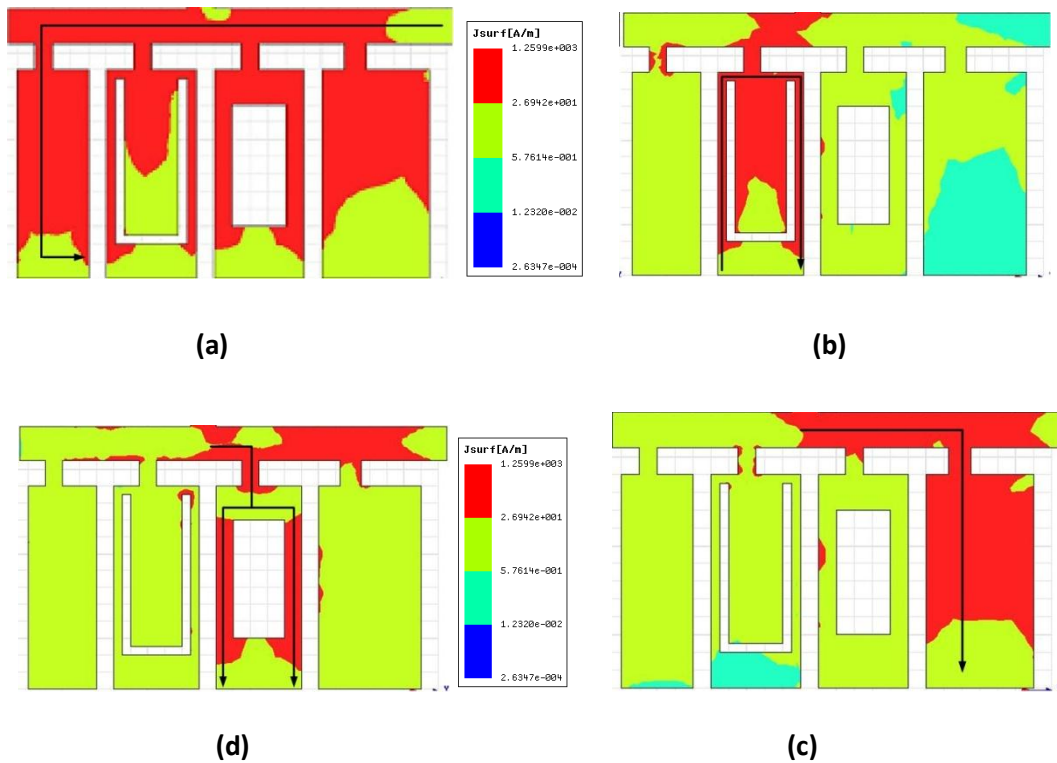 Jsurf[A/m]
1.2599e+003
2.6942e+001
5.7614e-001
1.2320e-002
2.6347e-004
(a)
(b)
Jsurf[A/m]
1.2599e+003
2.6942e+001
5.7614e-001
1.2320e-002
2.6347e-004
(d)
(c)